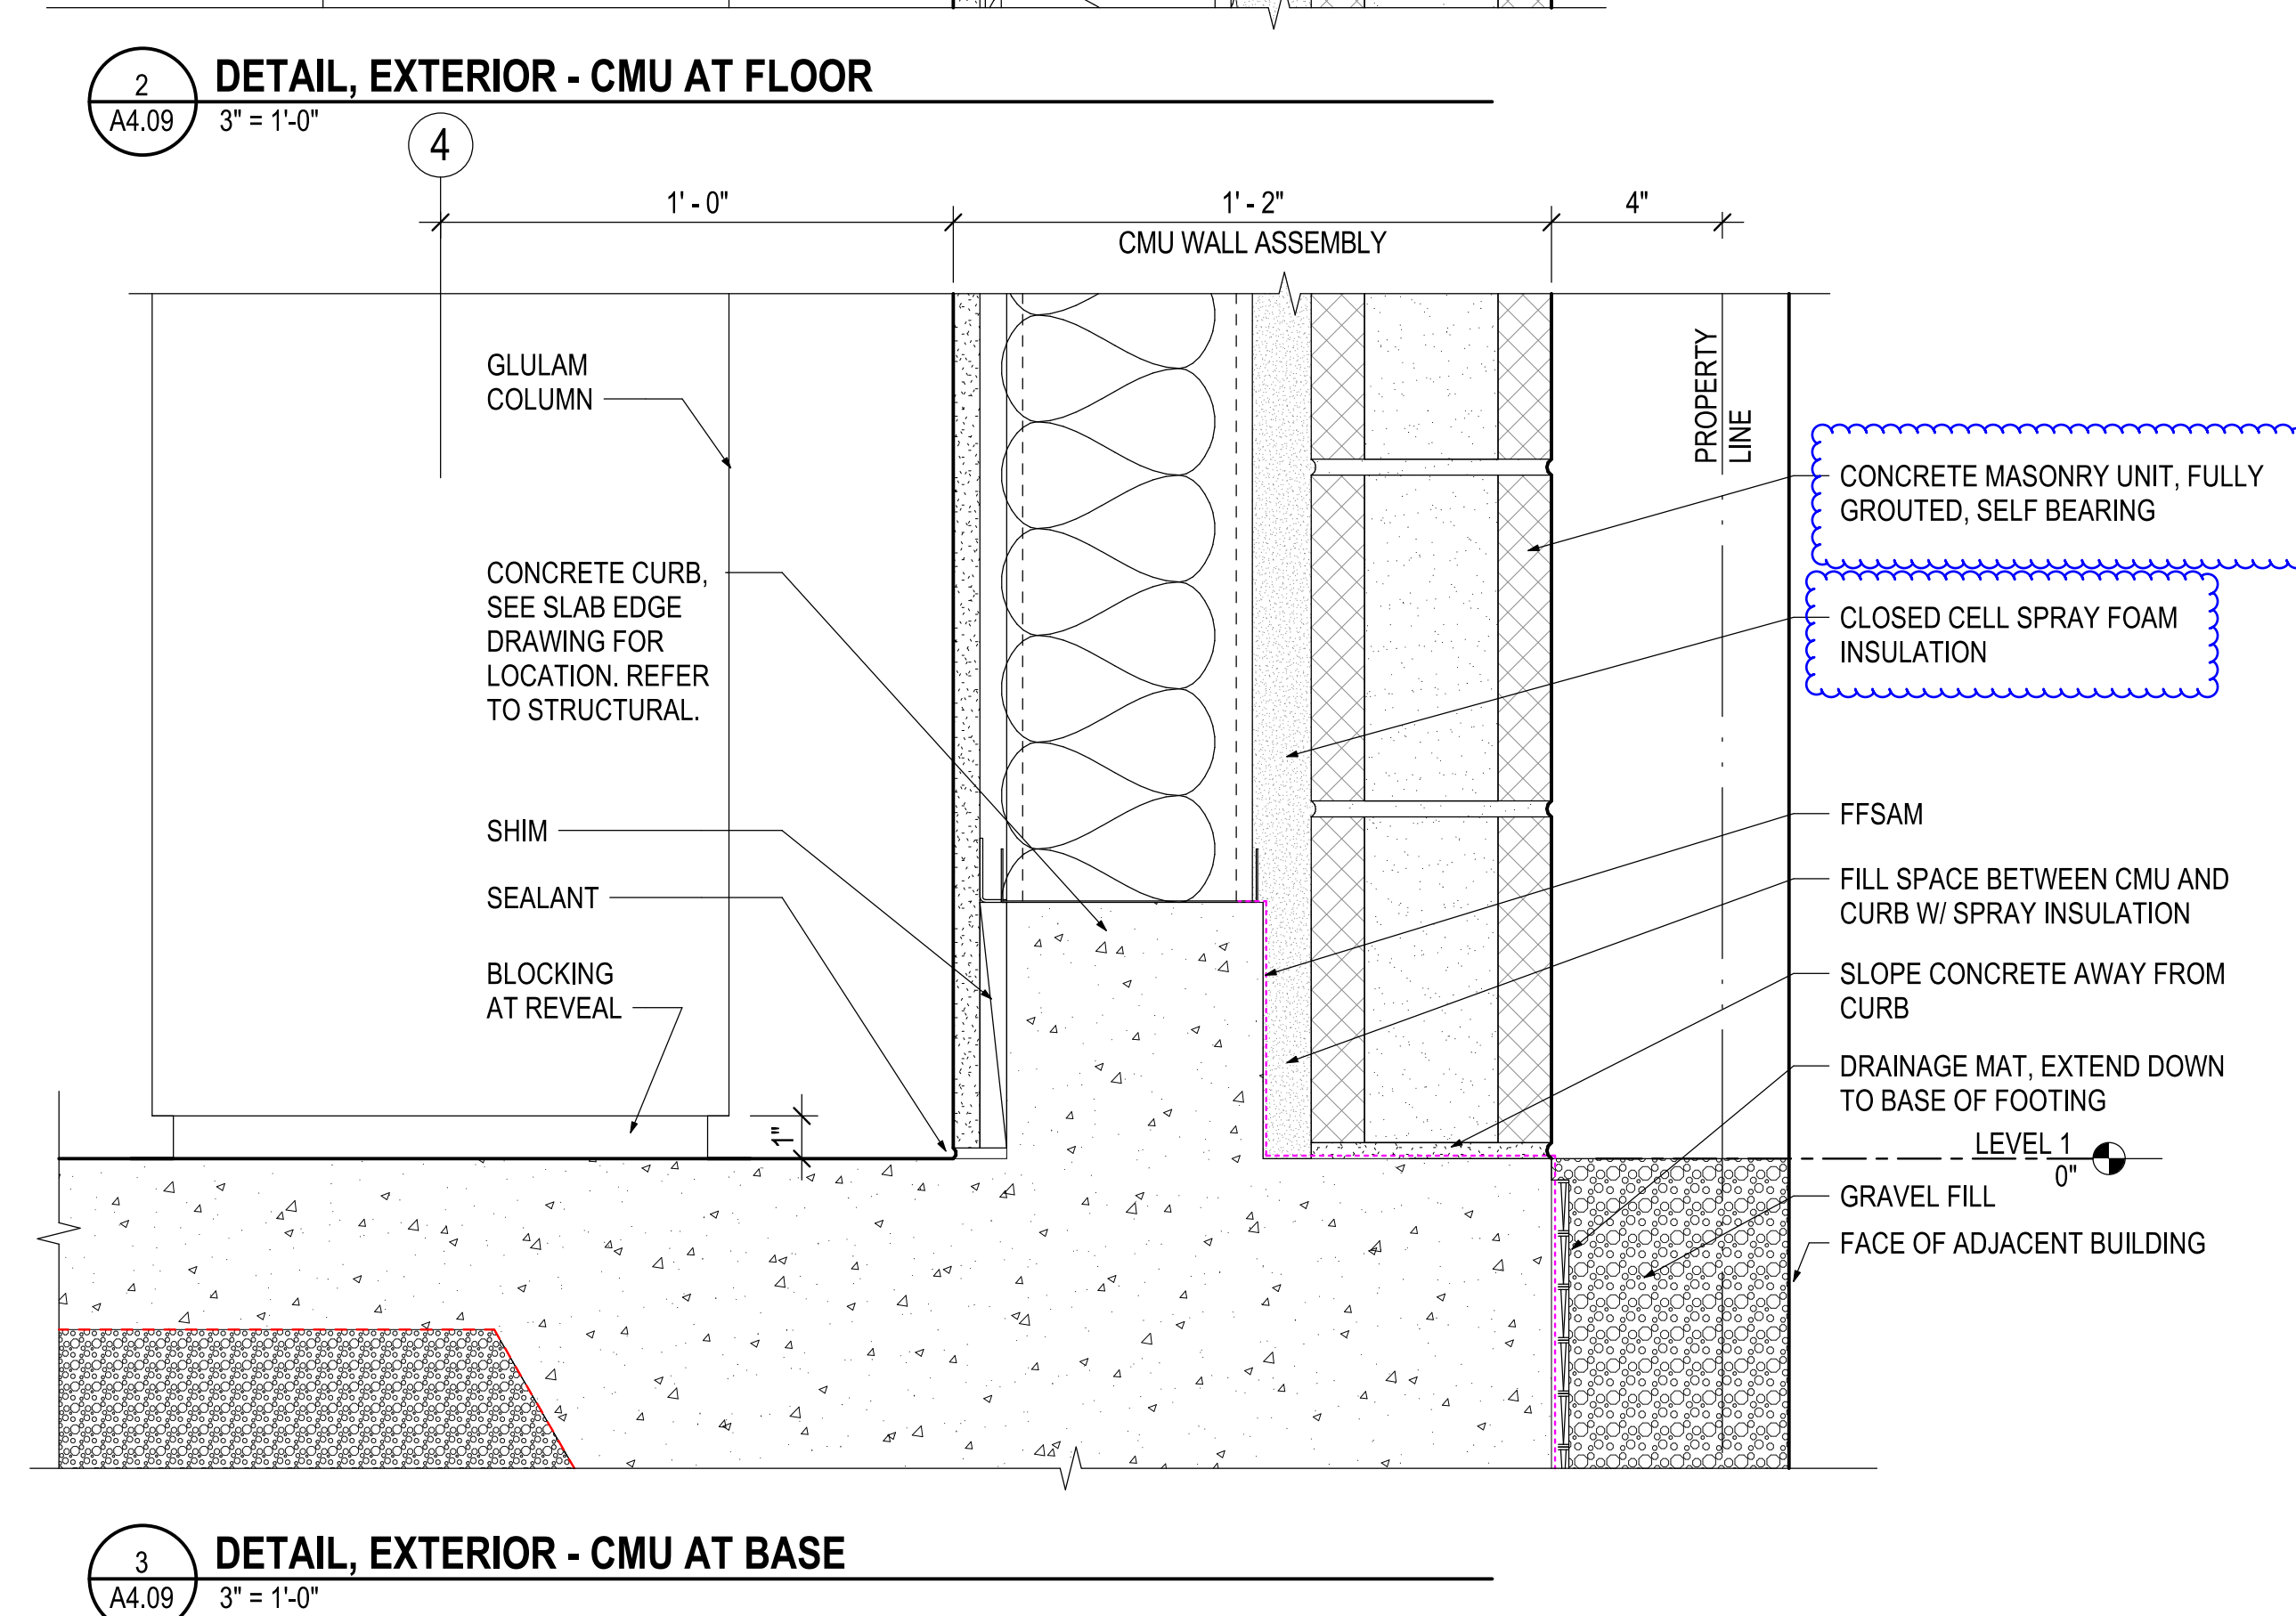 2
A4.09
DETAIL, EXTERIOR - CMU AT FLOOR
3" = 1'-0"
4
1' - 0"
1' - 2"
4"
CMU WALL ASSEMBLY
GLULAM
COLUMN
CONCRETE CURB,
SEE SLAB EDGE
DRAWING FOR
LOCATION. REFER
TO STRUCTURAL.
SHIM
SEALANT
BLOCKING
AT REVEAL
1"
PROPERTY
LINE
CONCRETE MASONRY UNIT, FULLY
GROUTED, SELF BEARING
CLOSED CELL SPRAY FOAM
INSULATION
FFSAM
FILL SPACE BETWEEN CMU AND
CURB W/ SPRAY INSULATION
SLOPE CONCRETE AWAY FROM
CURB
DRAINAGE MAT, EXTEND DOWN
TO BASE OF FOOTING
LEVEL 1
0"
GRAVEL FILL
FACE OF ADJACENT BUILDING
3
A4.09
DETAIL, EXTERIOR - CMU AT BASE
3" = 1'-0"